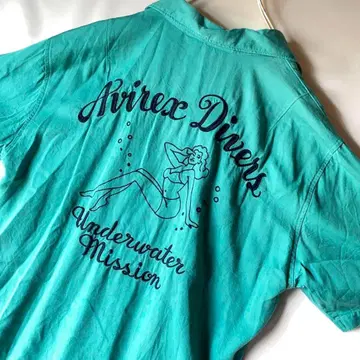 Avirex Divers
Underwater
Mission